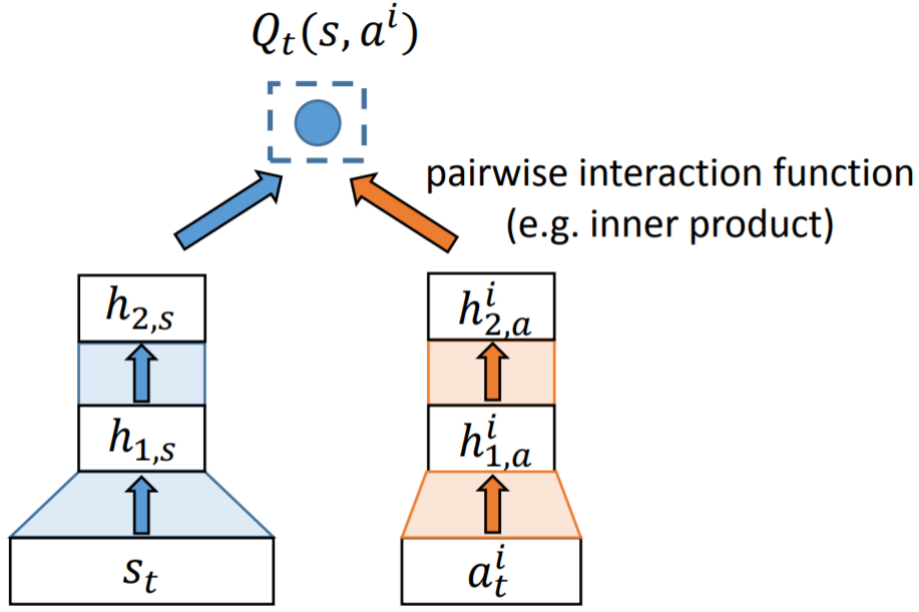 Q_t(s, a^i)
pairwise interaction function
(e.g. inner product)
h_{2,s}
h^i_{2,a}
h_{1,s}
h^i_{1,a}
s_t
a^i_t